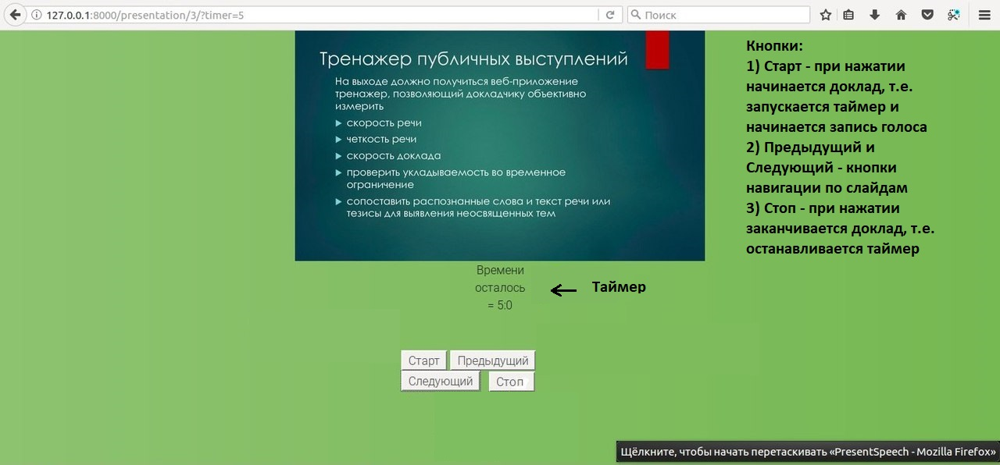 127.0.0.1:8000/presentation/3/?timer=5
Поиск
Тренажер публичных выступлений
На выходе должно получиться веб-приложение
тренажер, позволяющий докладчику объективно
измерить
скорость речи
четкость речи
скорость доклада
проверить укладываемость во временное
ограничение
сопоставить распознанные слова и текст речи или
тезисы для выявления неосвященных тем
Кнопки:
1) Старт - при нажатии
начинается доклад, т.е.
запускается таймер и
начинается запись голоса
2) Предыдущий и
Следующий - кнопки
навигации по слайдам
3) Стоп - при нажатии
заканчивается доклад, т.е.
останавливается таймер
Времени
осталось
= 5:0
Таймер
Старт Предыдущий
Следующий Стоп
Щёлкните, чтобы начать перетаскивать «PresentSpeech - Mozilla Firefox»